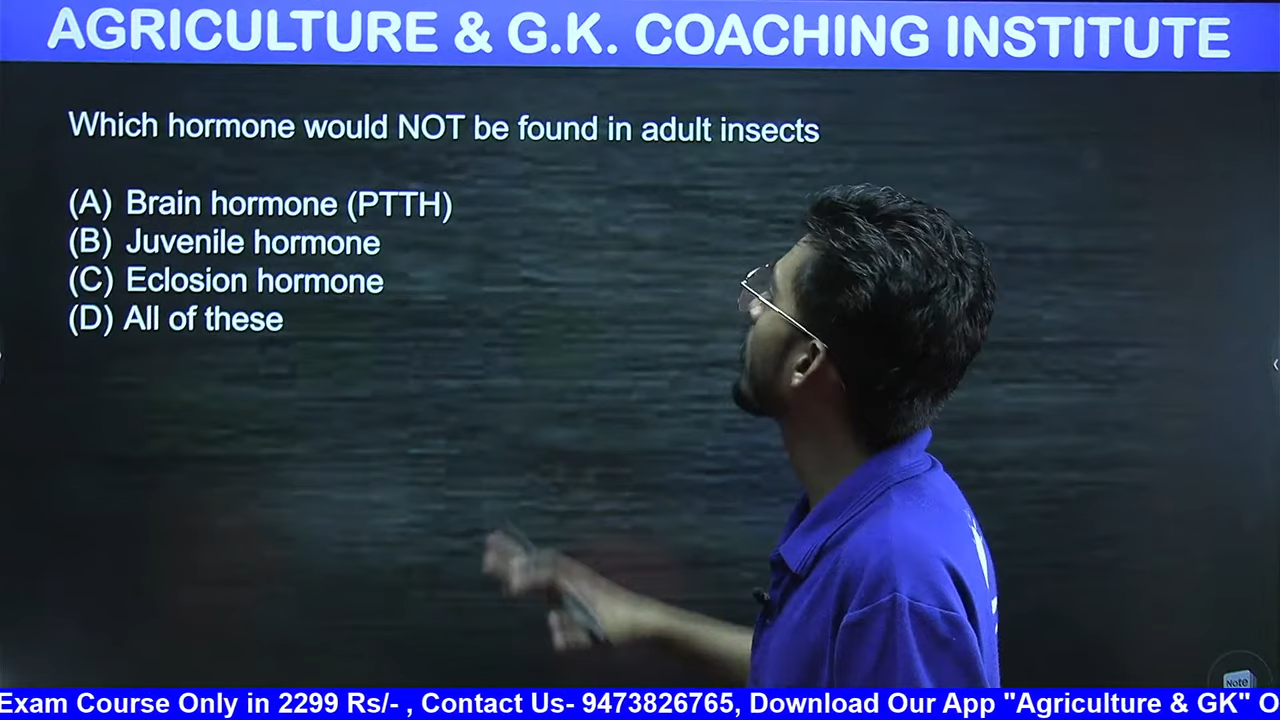 AGRICULTURE & G.K. COACHING INSTITUTE
Which hormone would NOT be found in adult insects
(A) Brain hormone (PTTH)
(B) Juvenile hormone
(C) Eclosion hormone
(D) All of these
Note
Exam Course Only in 2299 Rs/- , Contact Us- 9473826765, Download Our App "Agriculture & GK" O